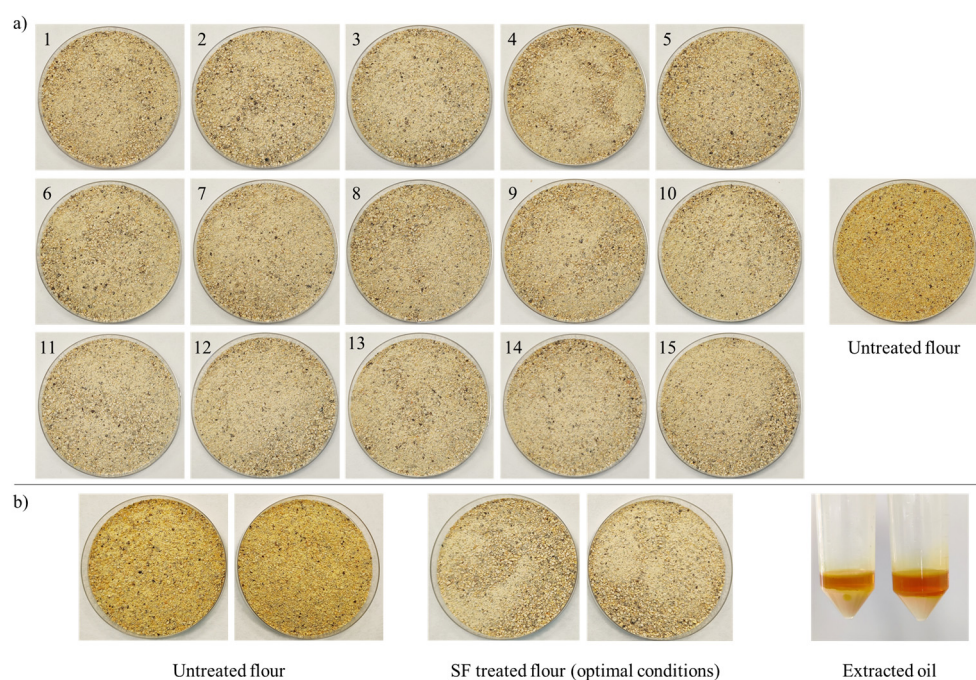 a)
1 2 3 4 5
6 7 8 9 10
Untreated flour
11 12 13 14 15
b)
Untreated flour SF treated flour (optimal conditions) Extracted oil